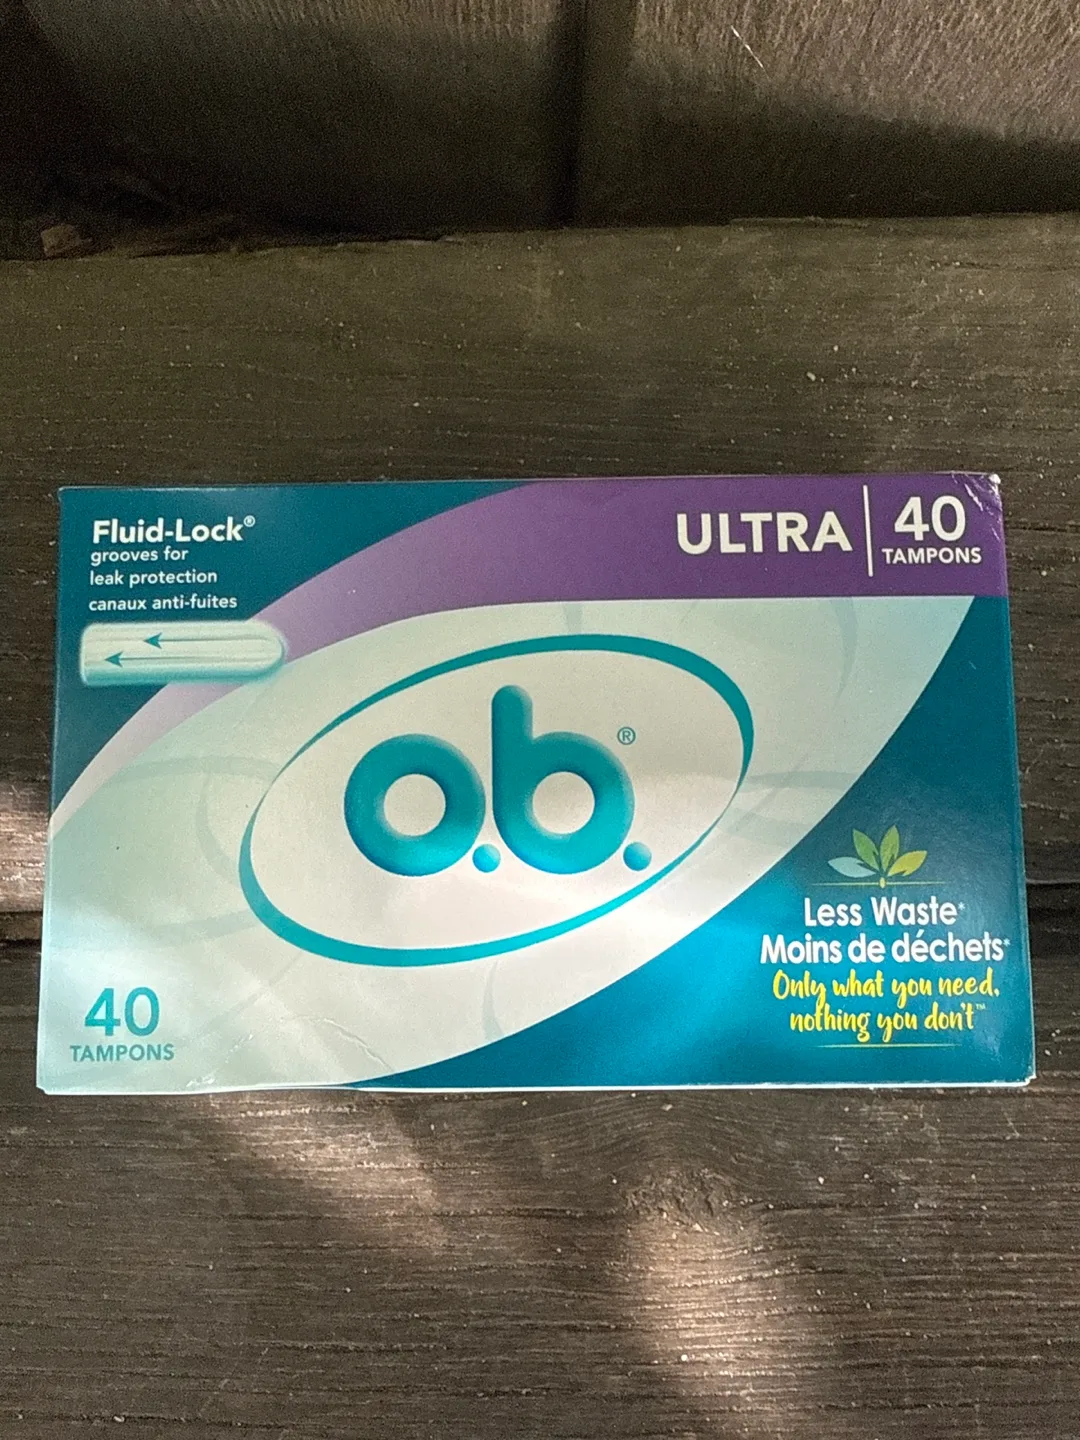 Fluid-Lock®
grooves for
leak protection
canaux anti-fuites
ULTRA
40
TAMPONS
o.b.®
Less Waste*
Moins de déchets*
Only what you need,
nothing you don't™
40
TAMPONS